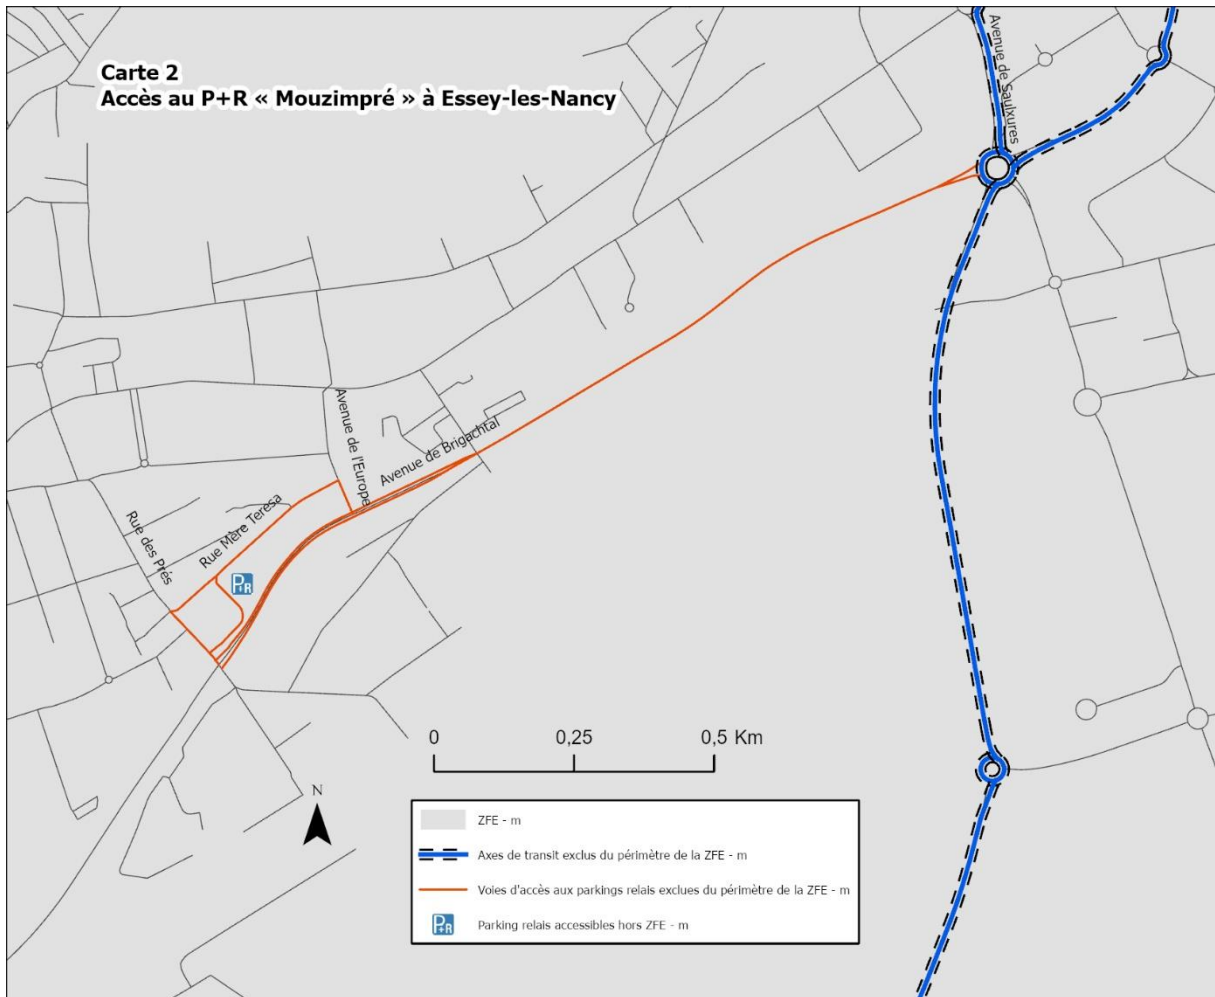 Carte 2
Accès au P+R « Mouzimpré » à Essey-les-Nancy
Avenue de Saulxures
Avenue de l'Europe
Avenue de Brigachtal
Rue Mère Teresa
Rue des Prés
P+R
0 0,25 0,5 Km
N
ZFE - m
Axes de transit exclus du périmètre de la ZFE - m
Voies d'accès aux parkings relais exclues du périmètre de la ZFE - m
P+R
Parking relais accessibles hors ZFE - m